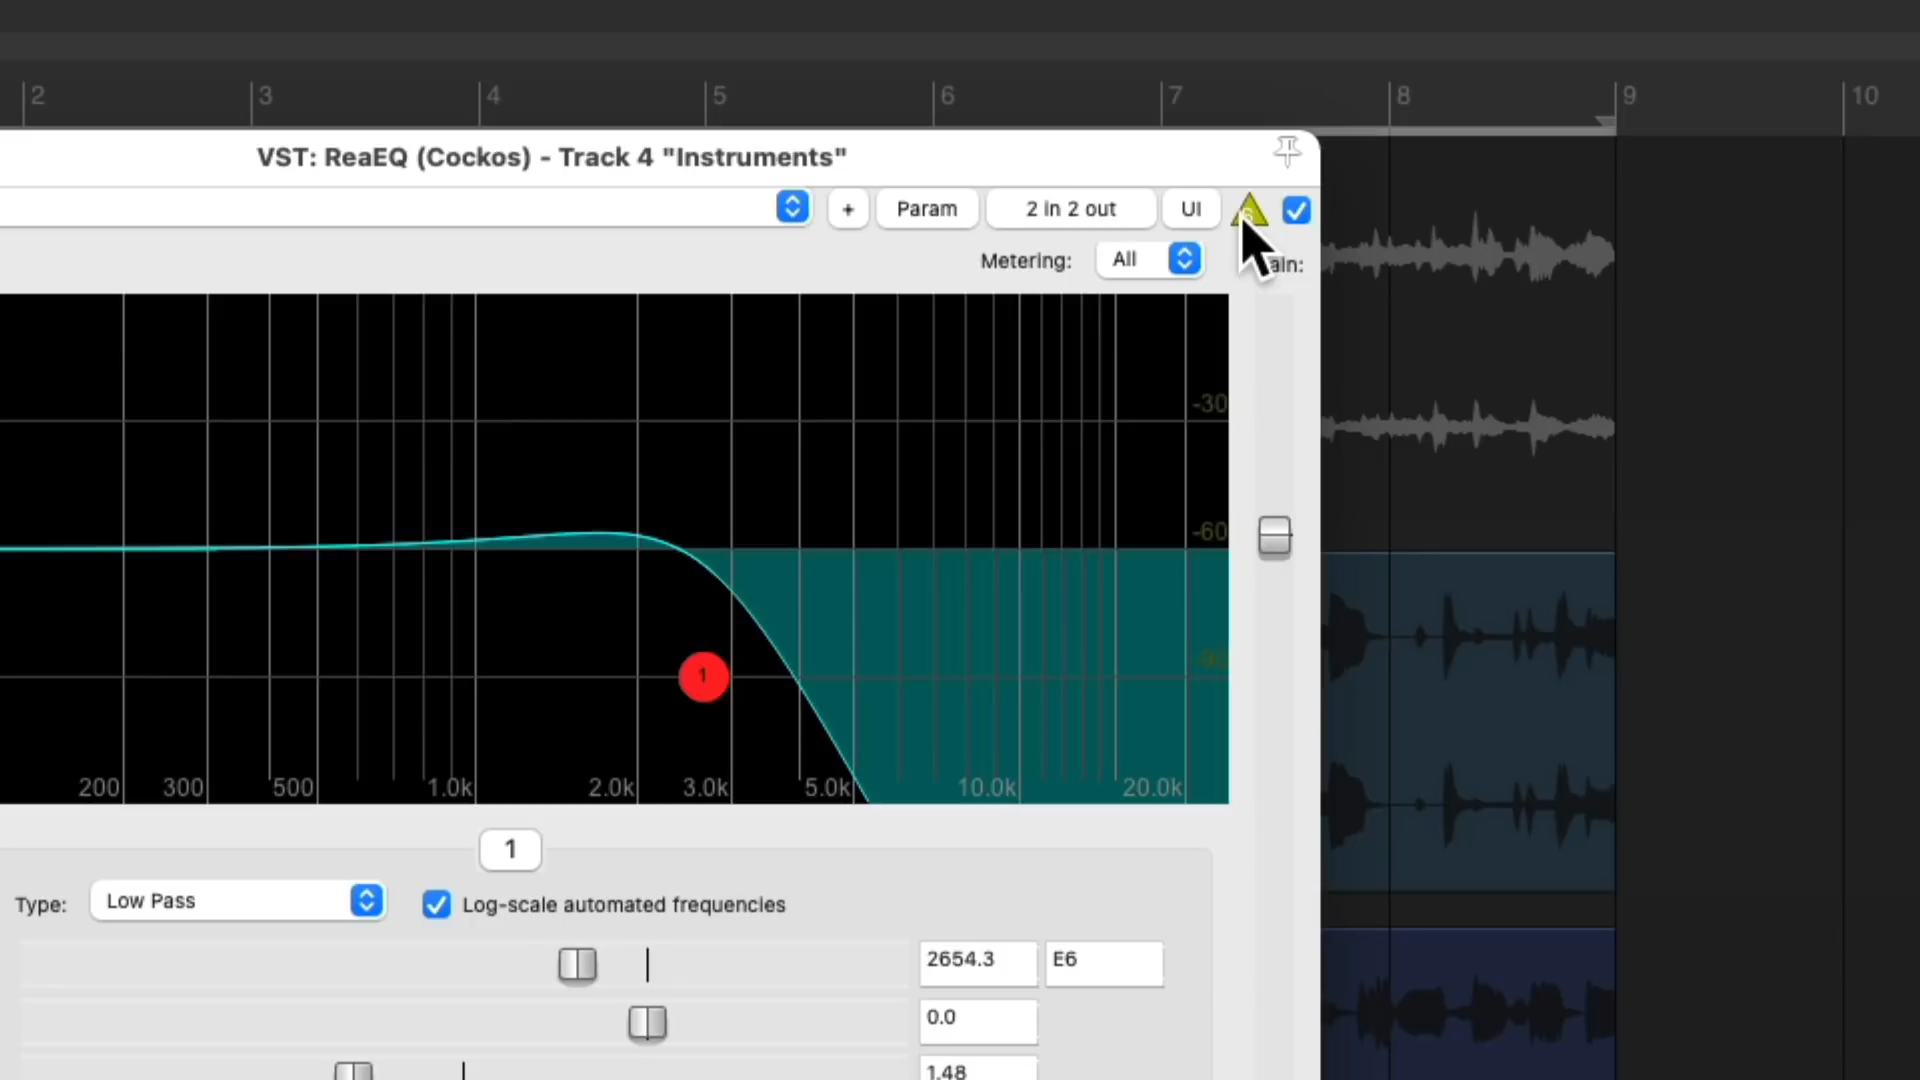 2 3 4 5 6 7 8 9 10
VST: ReaEQ (Cockos) - Track 4 "Instruments"
+ Param 2 in 2 out UI
Metering: All ain:
-30
-60
-90
1
200 300 500 1.0k 2.0k 3.0k 5.0k 10.0k 20.0k
1
Type: Low Pass Log-scale automated frequencies
2654.3 E6
0.0
1.48